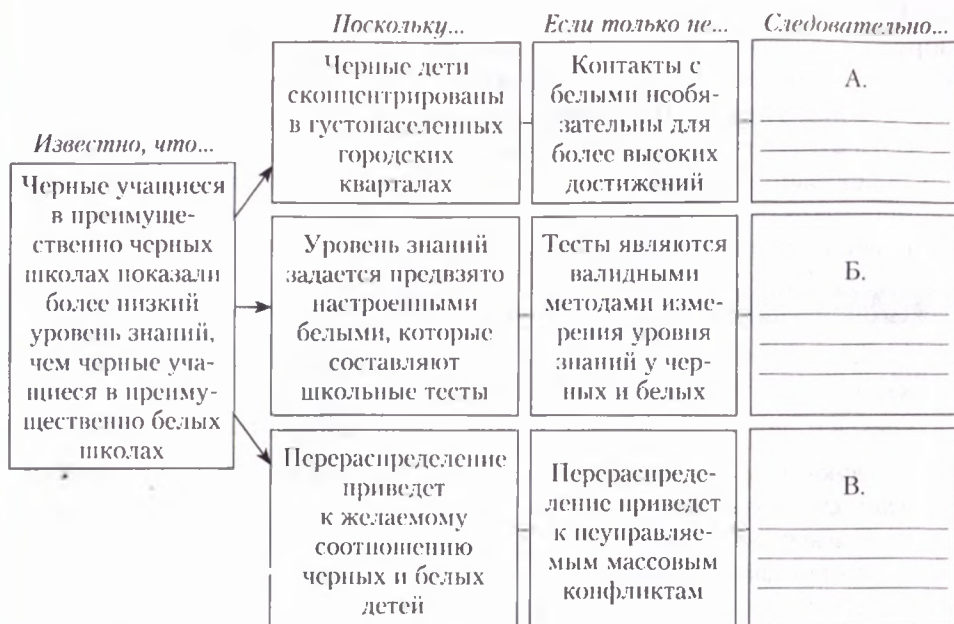 Поскольку...
Если только не...
Следовательно...
Известно, что...
Черные учащиеся
в преимуще-
ственно черных
школах показали
более низкий
уровень знаний,
чем черные уча-
щиеся в преиму-
щественно белых
школах
Черные дети
сконцентрированы
в густонаселенных
городских
кварталах
Контакты с
белыми необя-
зательны для
более высоких
достижений
А.
Уровень знаний
задается предвзято
настроенными
белыми, которые
составляют
школьные тесты
Тесты являются
валидными
методами изме-
рения уровня
знаний у чер-
ных и белых
Б.
Перераспределение
приведет
к желаемому
соотношению
черных и белых
детей
Перераспреде-
ление приведет
к неуправляе-
мым массовым
конфликтам
В.